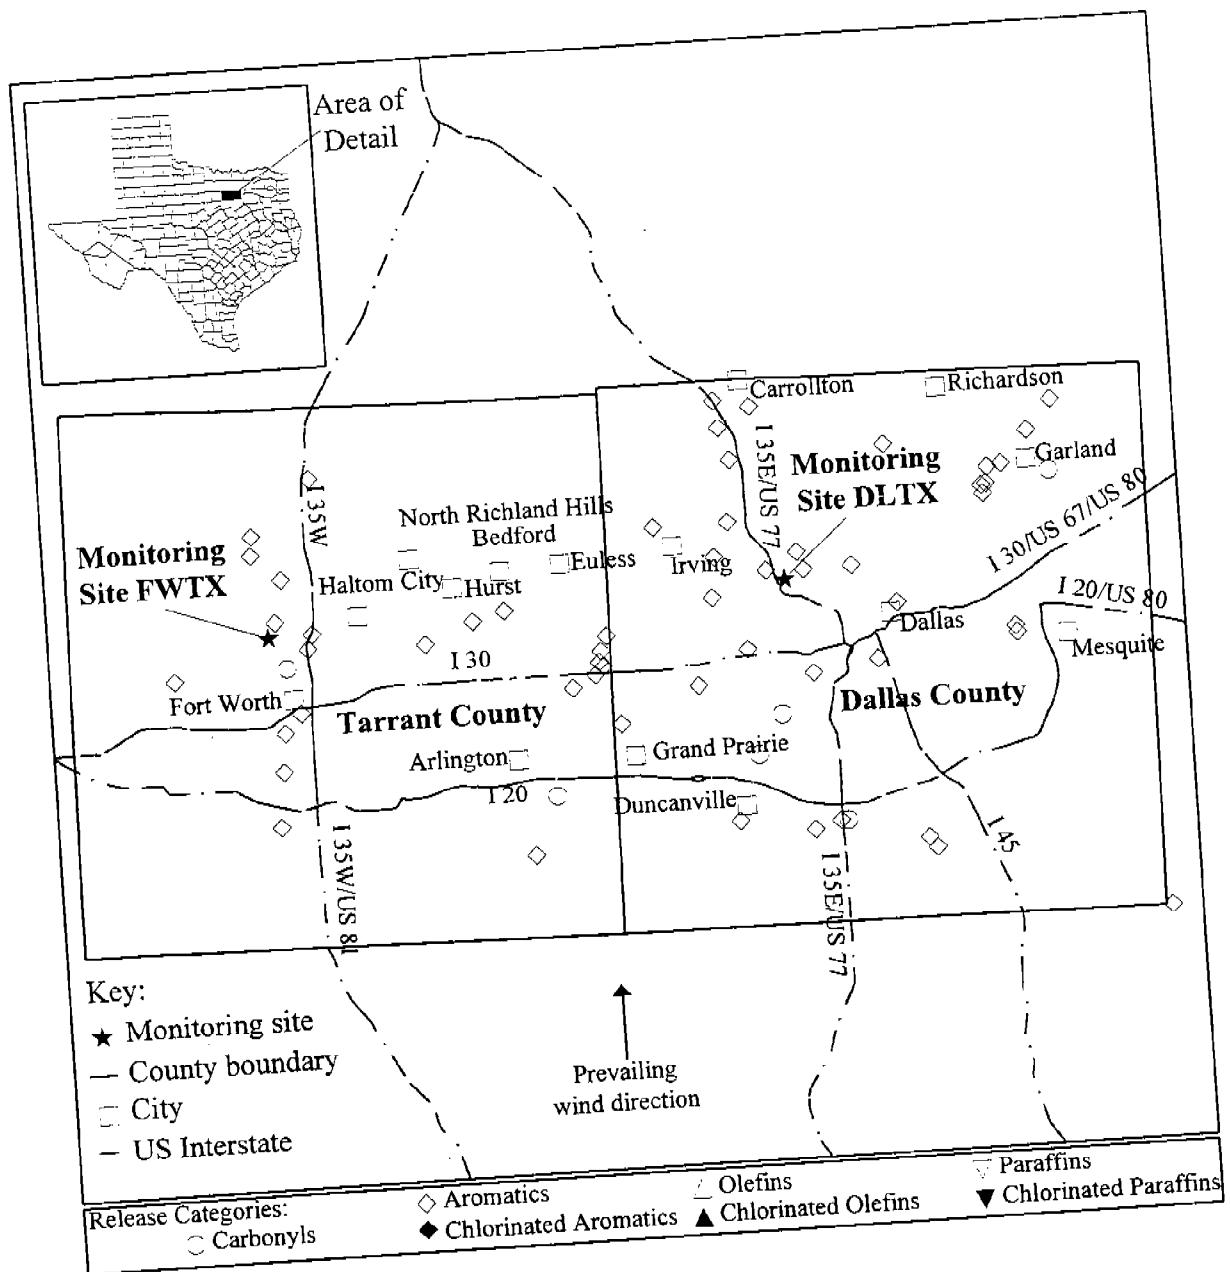 Area of
Detail
Carrollton
Richardson
I 35E/US 77
Monitoring
Site DLTX
Garland
I 35W
North Richland Hills
Bedford
I 30/US 67/US 80
Monitoring
Site FWTX
Haltom City
Hurst
Euless
Irving
I 20/US 80
Dallas
Mesquite
I 30
Fort Worth
Tarrant County
Dallas County
Arlington
Grand Prairie
I 20
Duncanville
I 35W/US 81
I 35E/US 77
I 45
Key:
Monitoring site
County boundary
City
US Interstate
Prevailing
wind direction
Release Categories:
Carbonyls
Aromatics
Chlorinated Aromatics
Olefins
Chlorinated Olefins
Paraffins
Chlorinated Paraffins